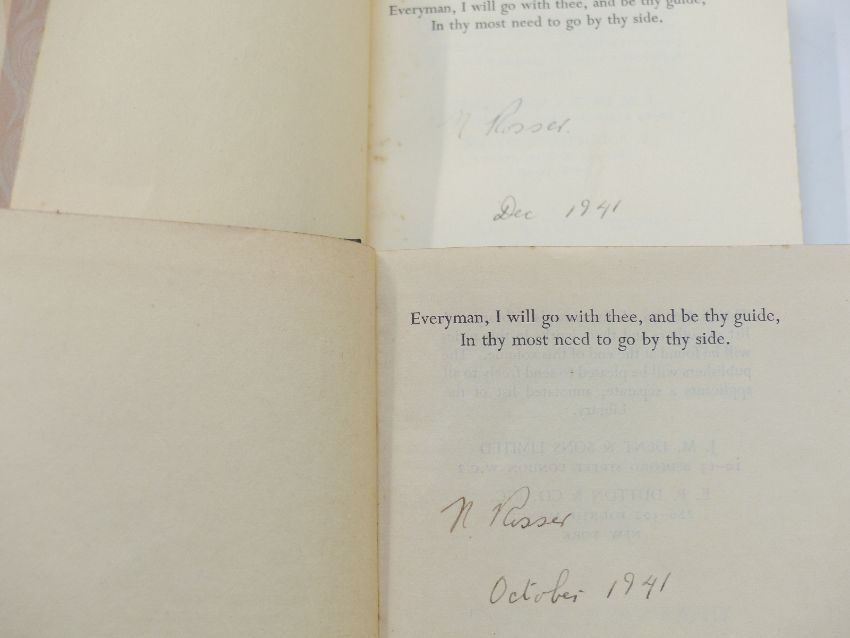 Everyman, I will go with thee, and be thy guide,
In thy most need to go by thy side.
N Rosser.
Dec 1941
Everyman, I will go with thee, and be thy guide,
In thy most need to go by thy side.
N Rosser
October 1941